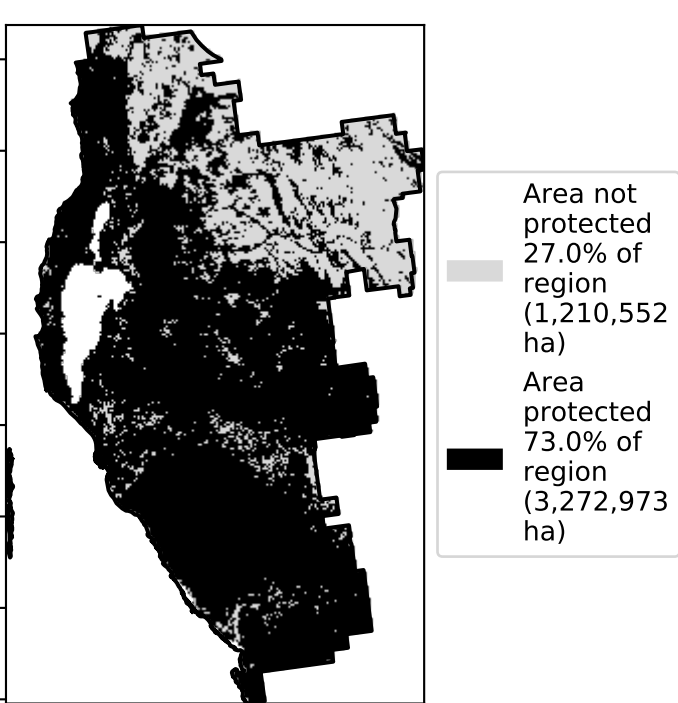 Area not
protected
27.0% of
region
(1,210,552
ha)
Area
protected
73.0% of
region
(3,272,973
ha)